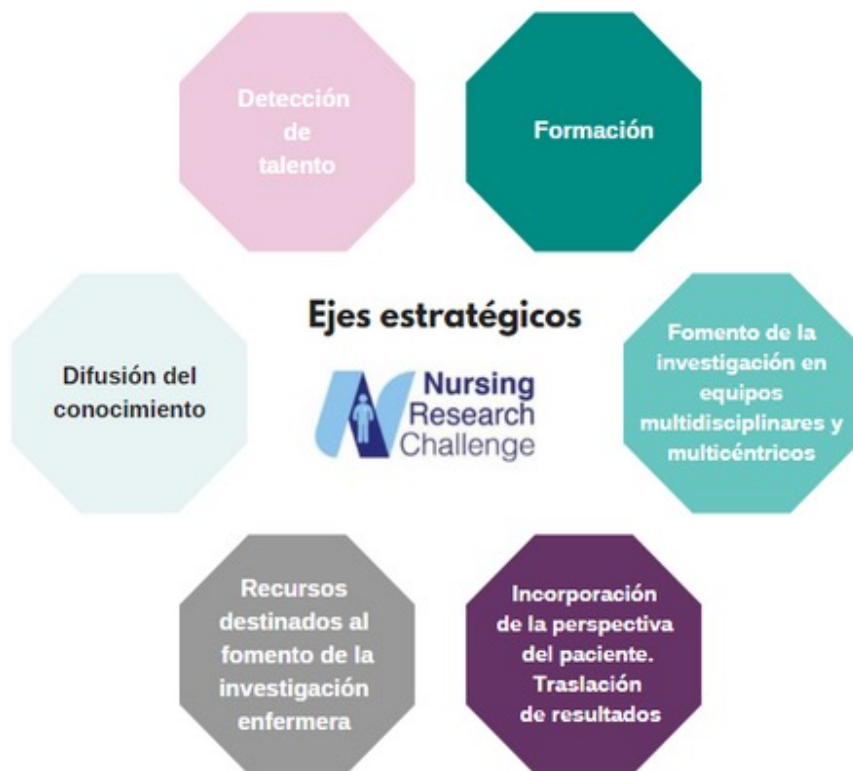 Detección
de
talento
Formación
Ejes estratégicos
Nursing
Research
Challenge
Fomento de la
investigación en
equipos
multidisciplinares y
multicéntricos
Difusión del
conocimiento
Recursos
destinados al
fomento de la
investigación
enfermera
Incorporación
de la perspectiva
del paciente.
Traslación
de resultados